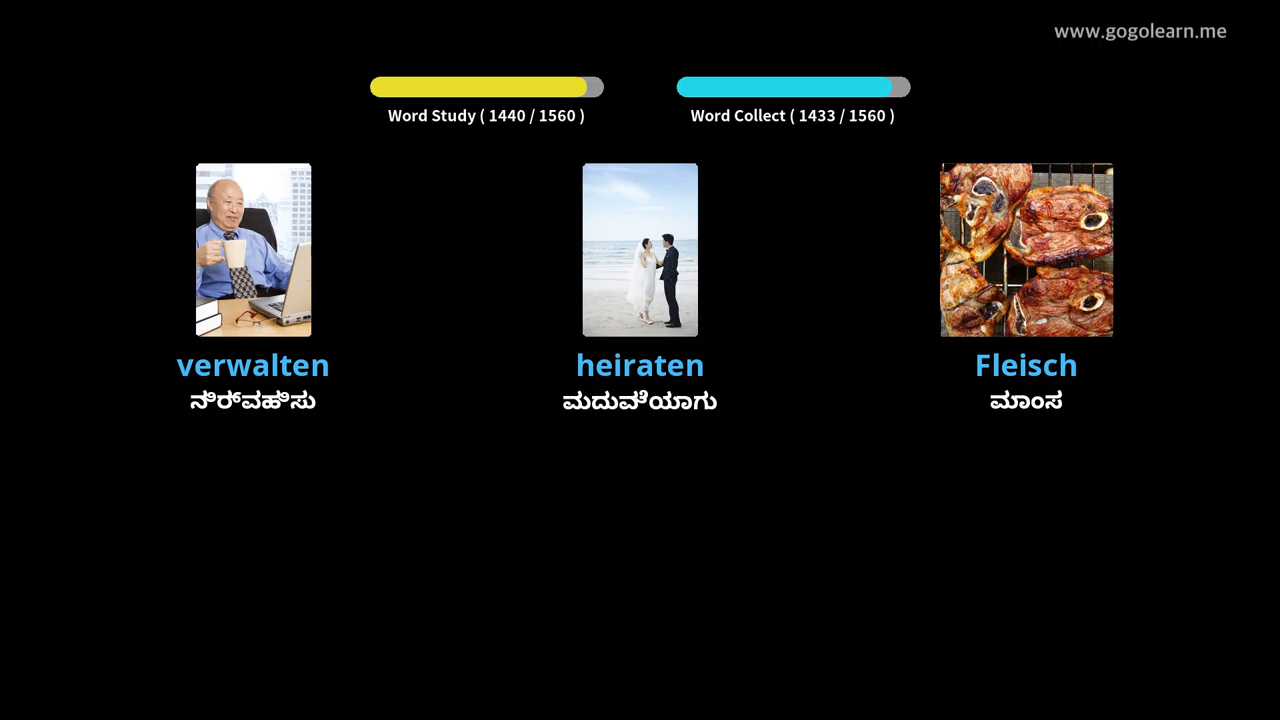 www.gogolearn.me
Word Study ( 1440 / 1560 )
Word Collect ( 1433 / 1560 )
verwalten
heiraten
Fleisch
ನಿರ್ವಹಿಸು
ಮದುವೆಯಾಗು
ಮಾಂಸ